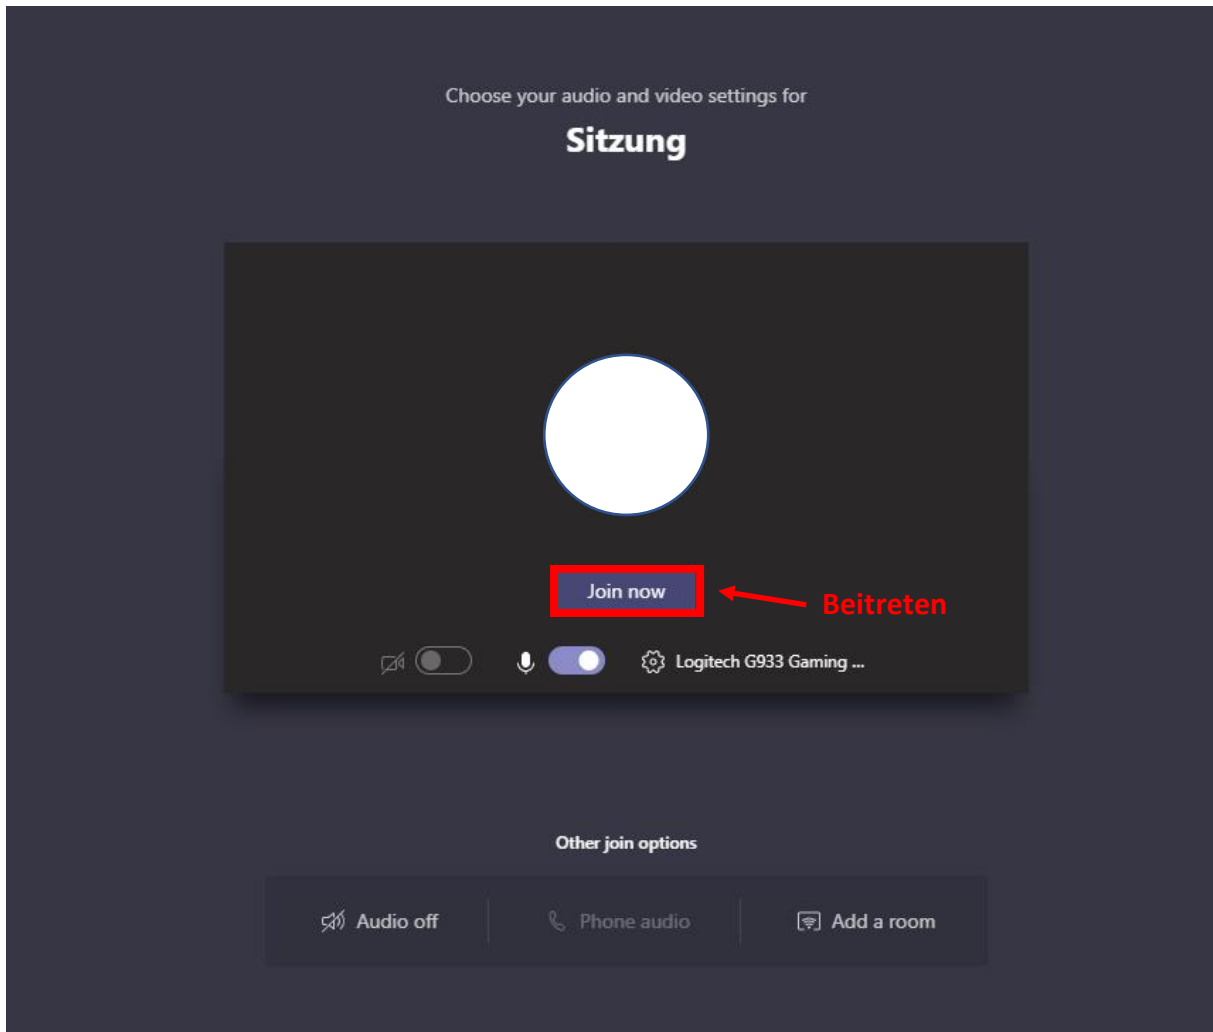 Choose your audio and video settings for
Sitzung
Join now
Beitreten
Logitech G933 Gaming ...
Other join options
Audio off
Phone audio
Add a room